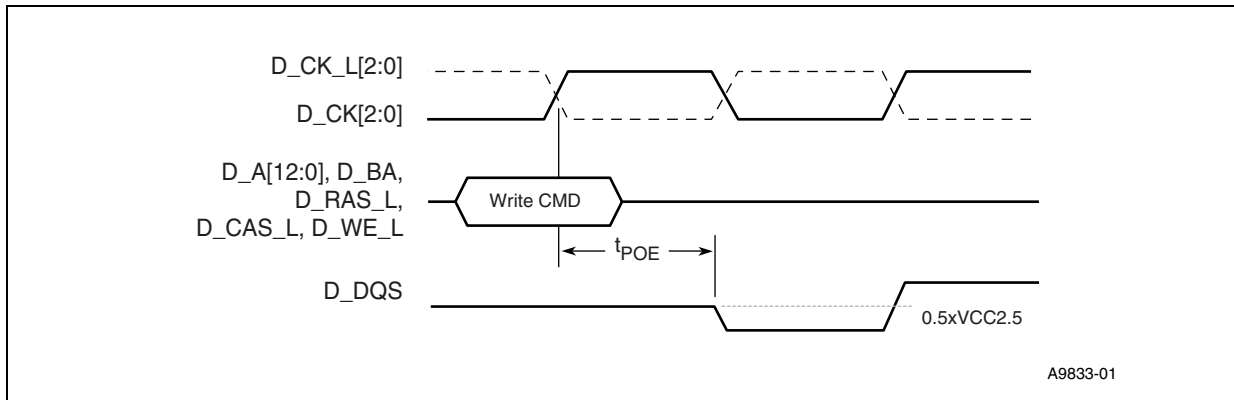 D_CK_L[2:0]
D_CK[2:0]
D_A[12:0], D_BA,
D_RAS_L,
D_CAS_L, D_WE_L
Write CMD
tPOE
D_DQS
0.5xVCC2.5
A9833-01